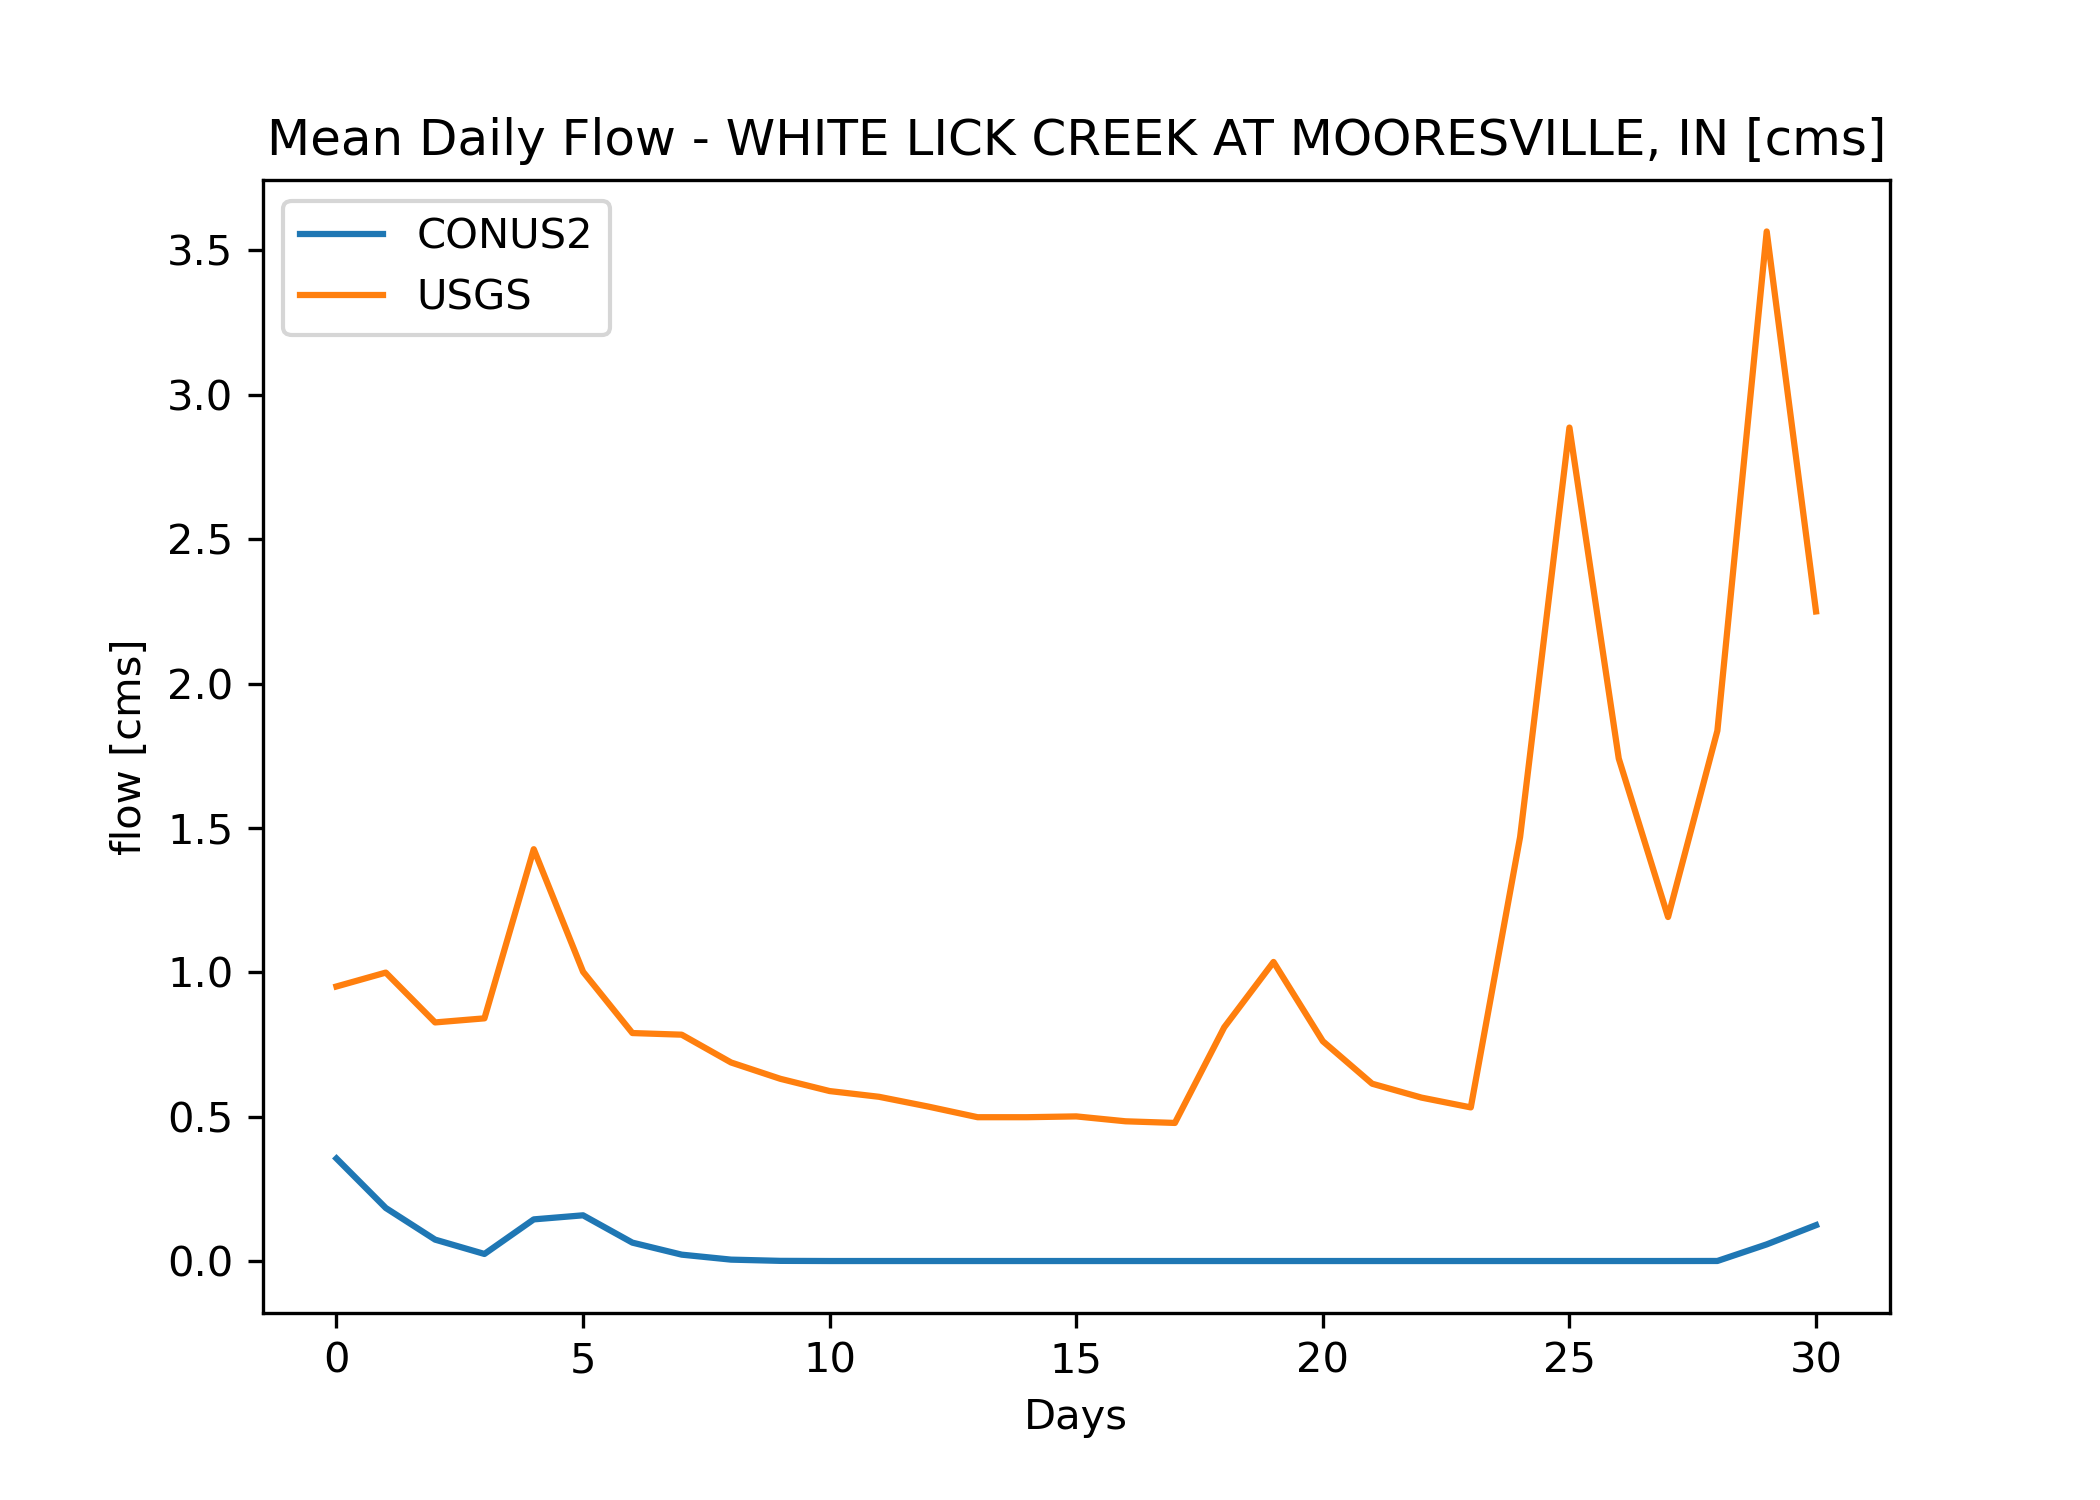 Mean Daily Flow - WHITE LICK CREEK AT MOORESVILLE, IN [cms]
CONUS2
USGS
3.5
3.0
2.5
2.0
1.5
1.0
0.5
0.0
flow [cms]
0 5 10 15 20 25 30
Days